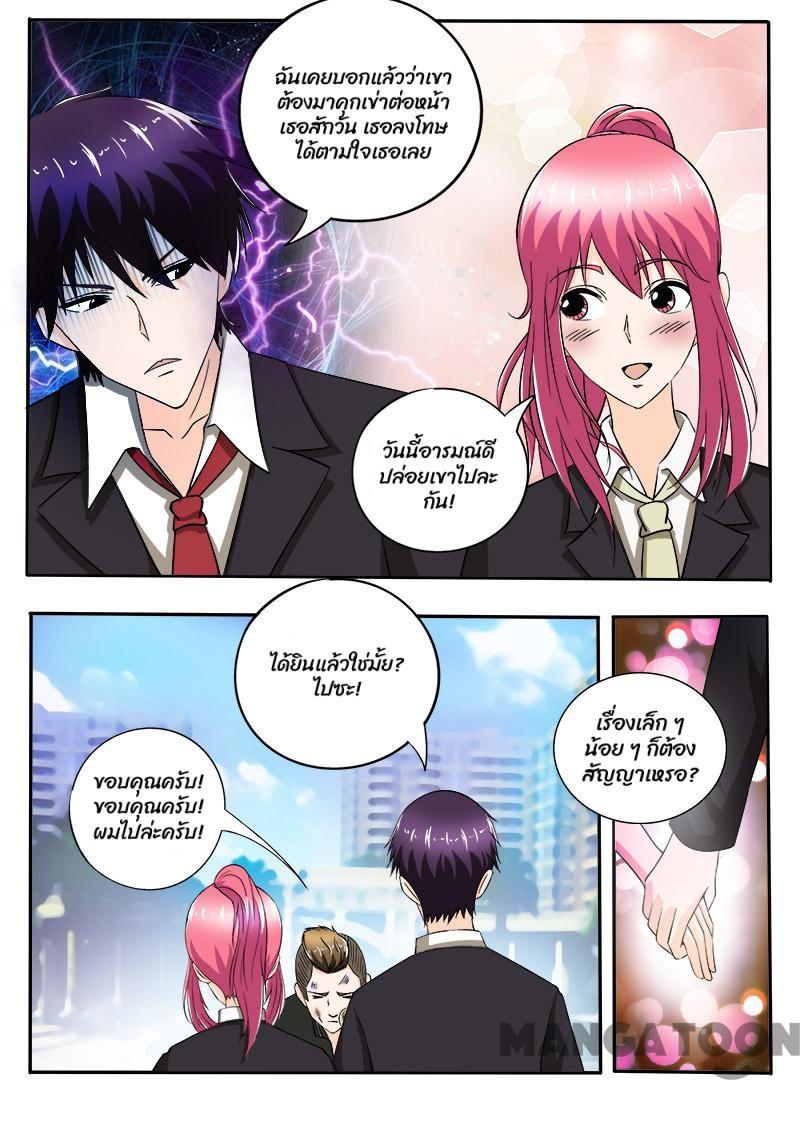 ฉันเคยบอกแล้วว่าเขา
ต้องมาคุกเข่าต่อหน้า
เธอสักวัน เธอลงโทษ
ได้ตามใจเธอเลย
วันนี้อารมณ์ดี
ปล่อยเขาไปละ
กัน!
ได้ยินแล้วใช่มั้ย?
ไปซะ!
ขอบคุณครับ!
ขอบคุณครับ!
ผมไปล่ะครับ!
เรื่องเล็ก ๆ
น้อย ๆ ก็ต้อง
สัญญาเหรอ?
MANGATOON